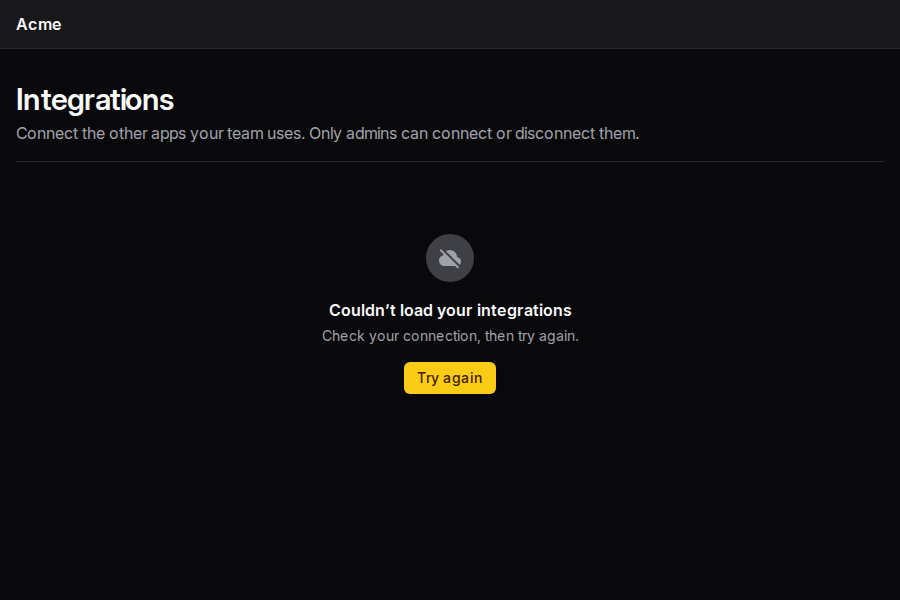 Acme
Integrations
Connect the other apps your team uses. Only admins can connect or disconnect them.
Couldn’t load your integrations
Check your connection, then try again.
Try again